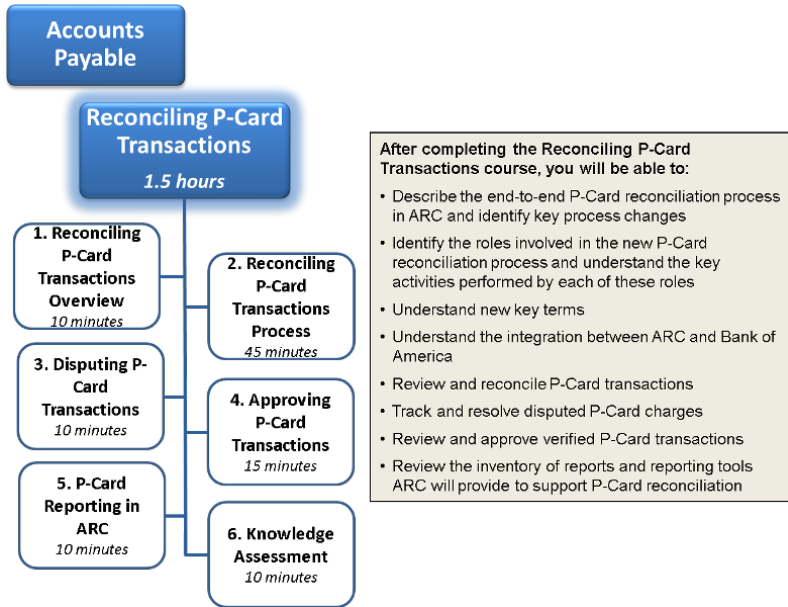 Accounts
Payable
Reconciling P-Card
Transactions
1.5 hours
1. Reconciling
P-Card
Transactions
Overview
10 minutes
2. Reconciling
P-Card
Transactions
Process
45 minutes
3. Disputing P-
Card
Transactions
10 minutes
4. Approving
P-Card
Transactions
15 minutes
5. P-Card
Reporting in
ARC
10 minutes
6. Knowledge
Assessment
10 minutes
After completing the Reconciling P-Card
Transactions course, you will be able to:
• Describe the end-to-end P-Card reconciliation process
in ARC and identify key process changes
• Identify the roles involved in the new P-Card
reconciliation process and understand the key
activities performed by each of these roles
• Understand new key terms
• Understand the integration between ARC and Bank of
America
• Review and reconcile P-Card transactions
• Track and resolve disputed P-Card charges
• Review and approve verified P-Card transactions
• Review the inventory of reports and reporting tools
ARC will provide to support P-Card reconciliation